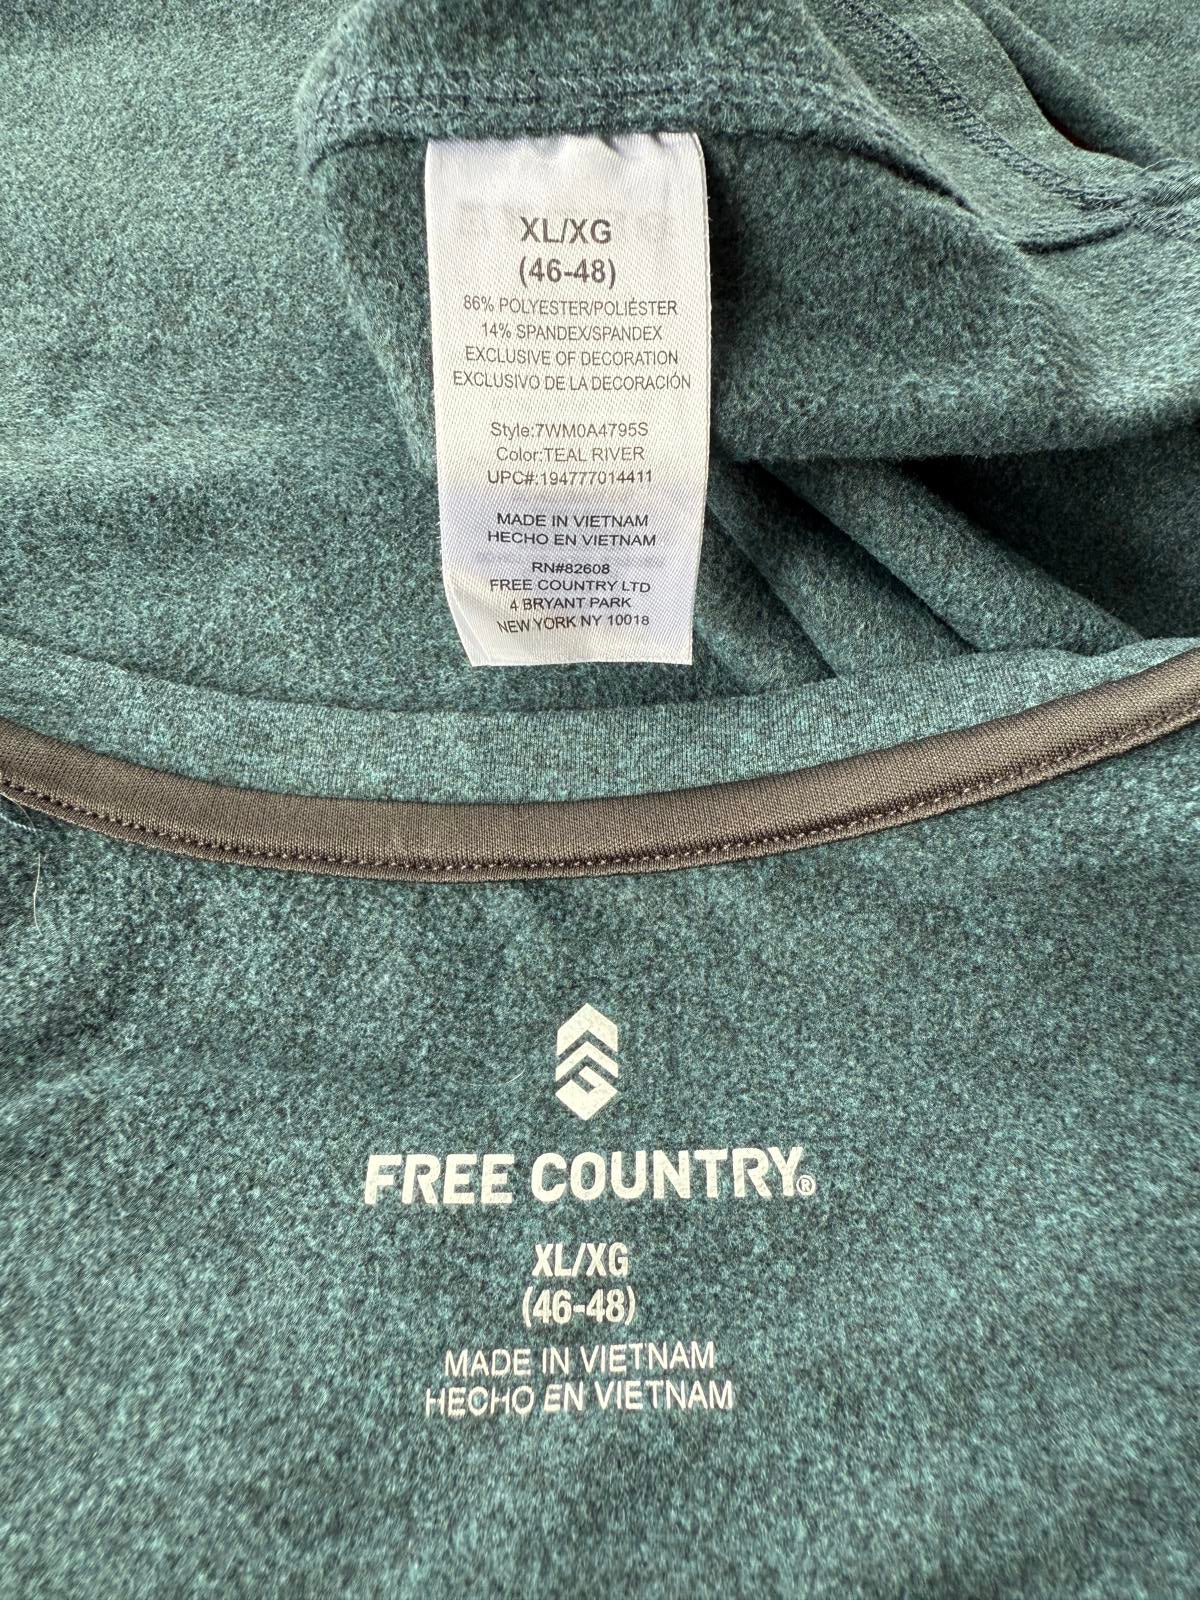 XL/XG
(46-48)
86% POLYESTER/POLIÉSTER
14% SPANDEX/SPANDEX
EXCLUSIVE OF DECORATION
EXCLUSIVO DE LA DECORACIÓN
Style:7WM0A4795S
Color:TEAL RIVER
UPC#:194777014411
MADE IN VIETNAM
HECHO EN VIETNAM
RN#82608
FREE COUNTRY LTD
4 BRYANT PARK
NEW YORK NY 10018
FREE COUNTRY®
XL/XG
(46-48)
MADE IN VIETNAM
HECHO EN VIETNAM